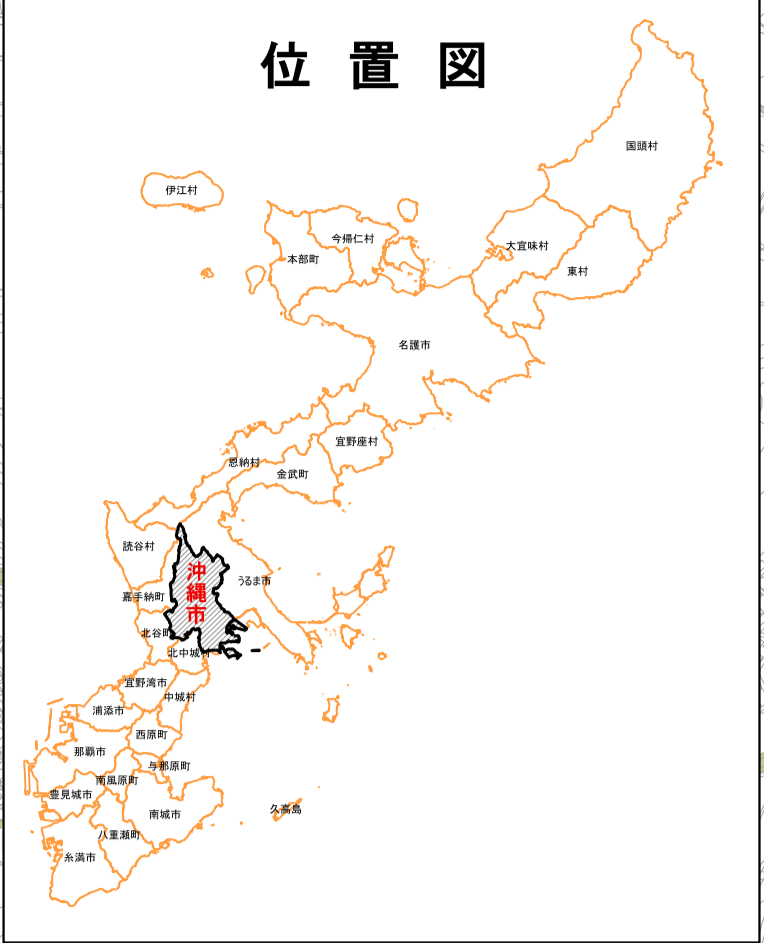 位置図
国頭村
伊江村
今帰仁村
大宜味村
本部町
東村
名護市
宜野座村
恩納村
金武町
読谷村
沖縄市
うるま市
嘉手納町
北谷町
北中城村
宜野湾市
中城村
浦添市
西原町
那覇市
与那原町
南風原町
豊見城市
久高島
南城市
八重瀬町
糸満市